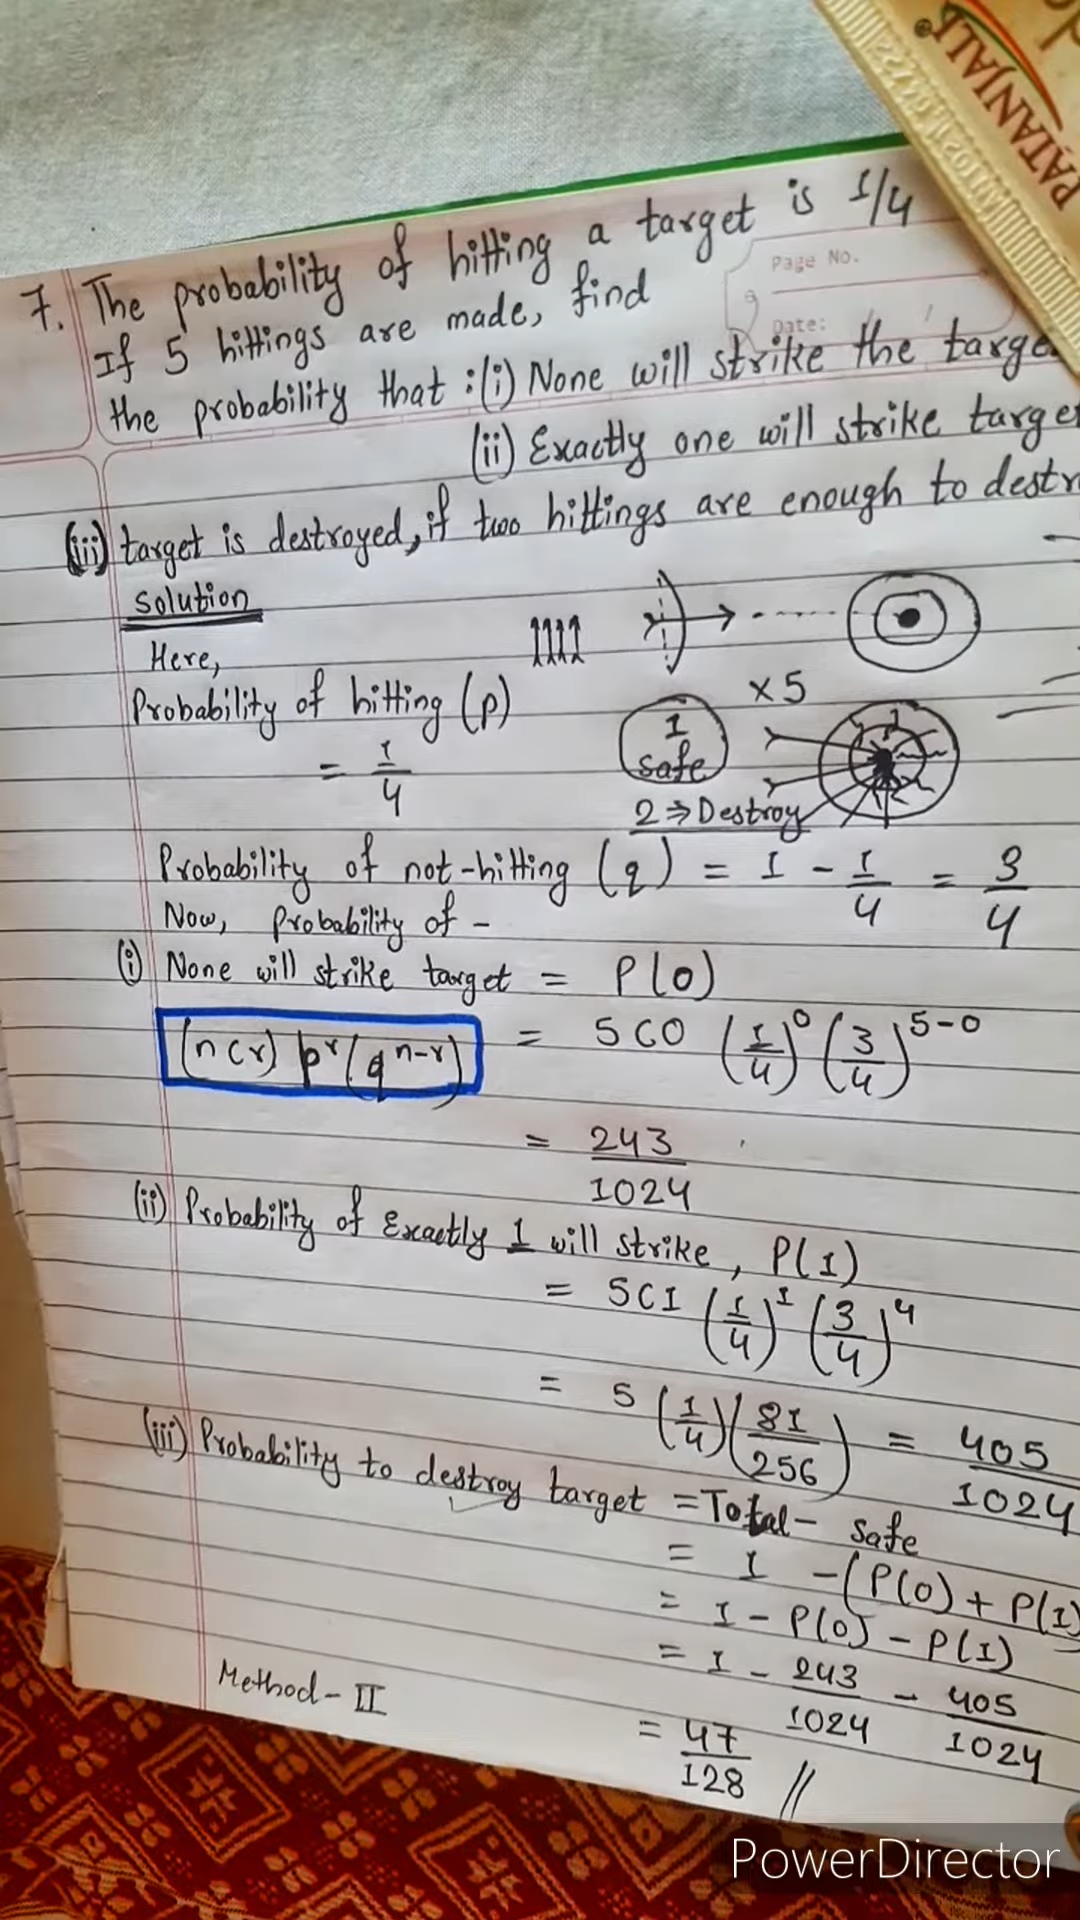 PATANJALI
7. The probability of hitting a target is 1/4
Page No.
If 5 hittings are made, find
Date:
the probability that : (i) None will strike the targe
(ii) Exactly one will strike target
(iii) target is destroyed, if two hittings are enough to destr
Solution
Here,
Probability of hitting (p)
× 5
= 1/4
1
safe
2 ⇒ Destroy
Probability of not-hitting (q) = 1 - 1/4 = 3/4
Now, probability of -
(i) None will strike target = P(0)
(ncr) p^r (q^n-r) = 5C0 (1/4)^0 (3/4)^5-0
= 243/1024
(ii) Probability of Exactly 1 will strike, P(1)
= 5C1 (1/4)^1 (3/4)^4
= 5 (1/4) (81/256) = 405/1024
(iii) Probability to destroy target = Total - safe
= 1 - (P(0) + P(1)
= 1 - P(0) - P(1)
= 1 - 243/1024 - 405/1024
Method - II
= 47/128 //
PowerDirector